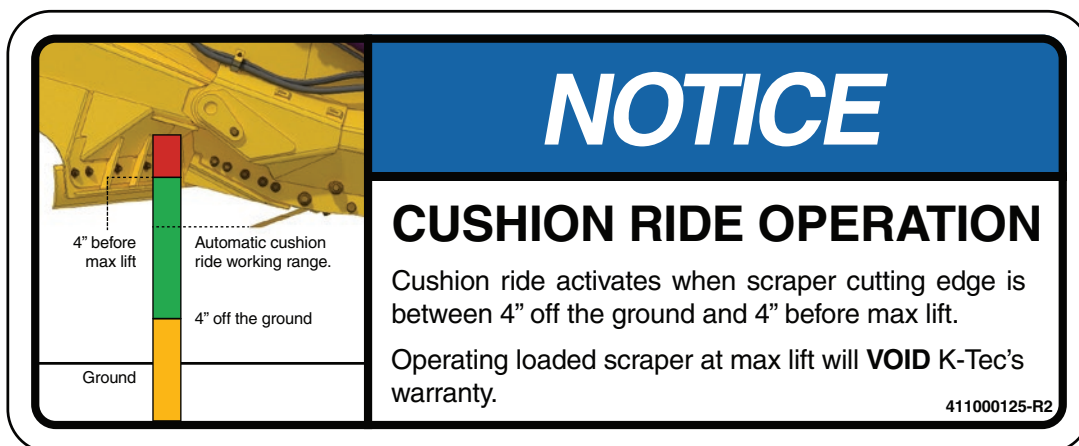 NOTICE
CUSHION RIDE OPERATION
Cushion ride activates when scraper cutting edge is
between 4” off the ground and 4” before max lift.
Operating loaded scraper at max lift will VOID K-Tec’s
warranty.
411000125-R2
4” before
max lift
Automatic cushion
ride working range.
4” off the ground
Ground